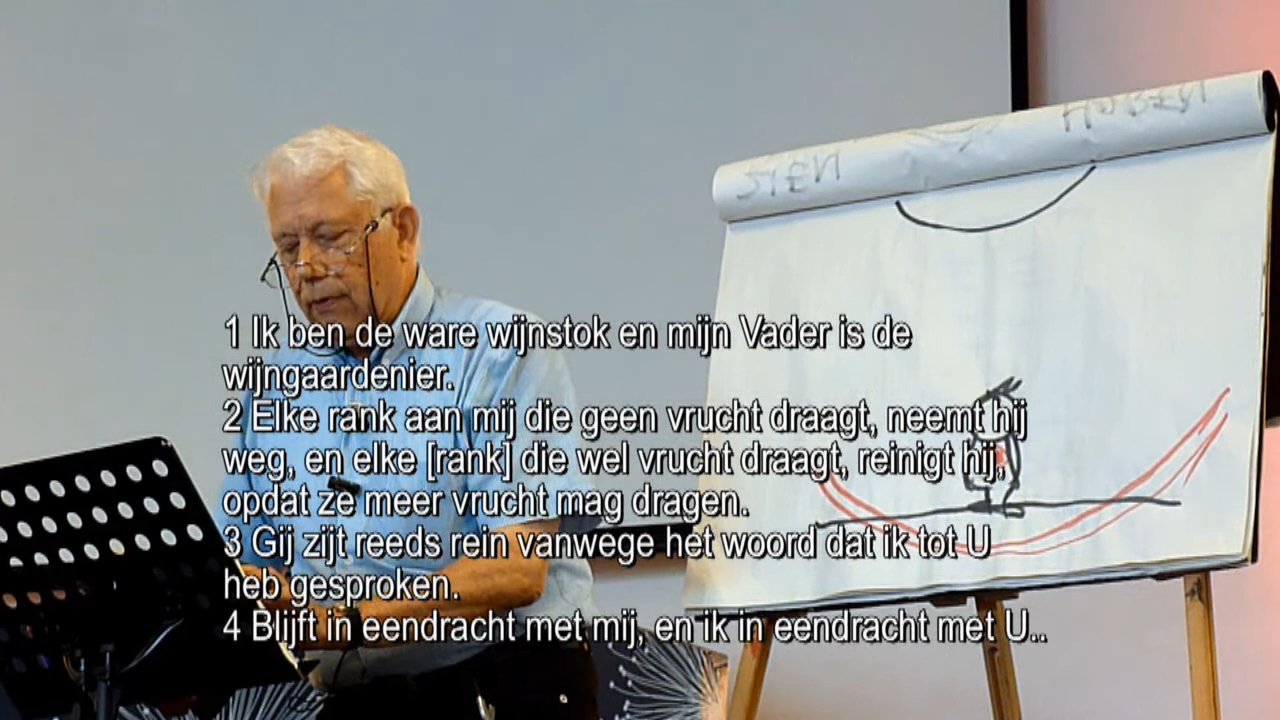 ZIEN
1 Ik ben de ware wijnstok en mijn Vader is de
wijngaardenier.
2 Elke rank aan mij die geen vrucht draagt, neemt hij
weg, en elke [rank] die wel vrucht draagt, reinigt hij,
opdat ze meer vrucht mag dragen.
3 Gij zijt reeds rein vanwege het woord dat ik tot U
heb gesproken.
4 Blijft in eendracht met mij, en ik in eendracht met U..